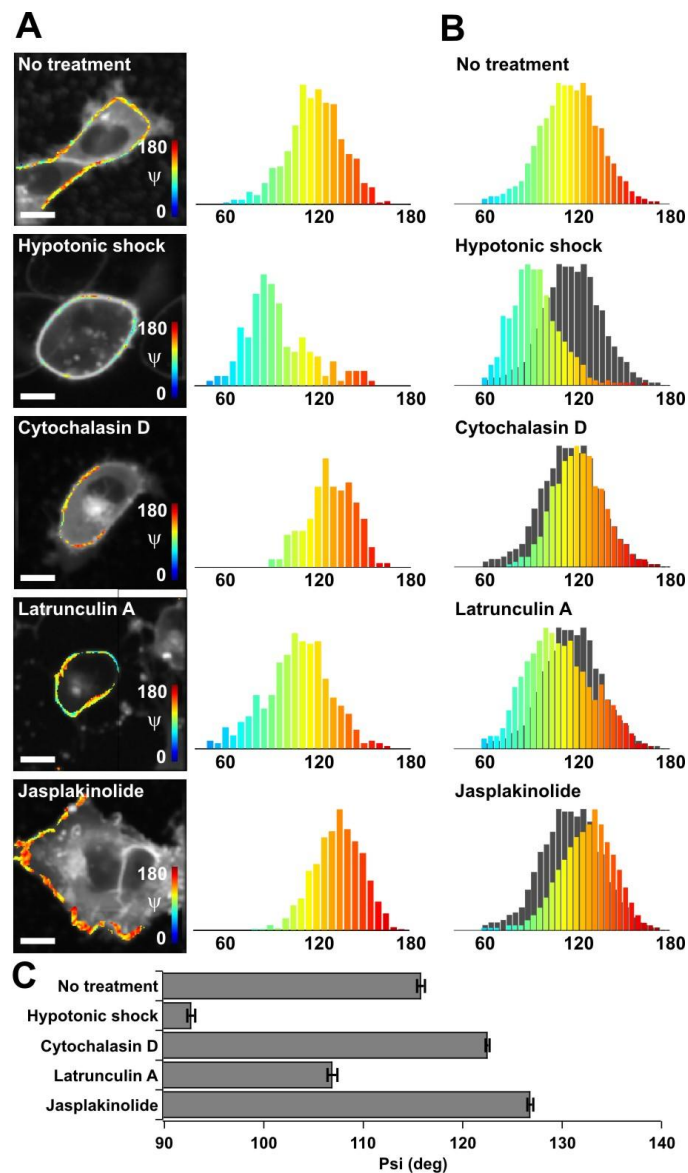 A
B
No treatment
180
ψ
0
60 120 180
No treatment
60 120 180
Hypotonic shock
180
ψ
0
60 120 180
Hypotonic shock
60 120 180
Cytochalasin D
180
ψ
0
60 120 180
Cytochalasin D
60 120 180
Latrunculin A
180
ψ
0
60 120 180
Latrunculin A
60 120 180
Jasplakinolide
180
ψ
0
60 120 180
Jasplakinolide
60 120 180
C
No treatment
Hypotonic shock
Cytochalasin D
Latrunculin A
Jasplakinolide
90 100 110 120 130 140
Psi (deg)